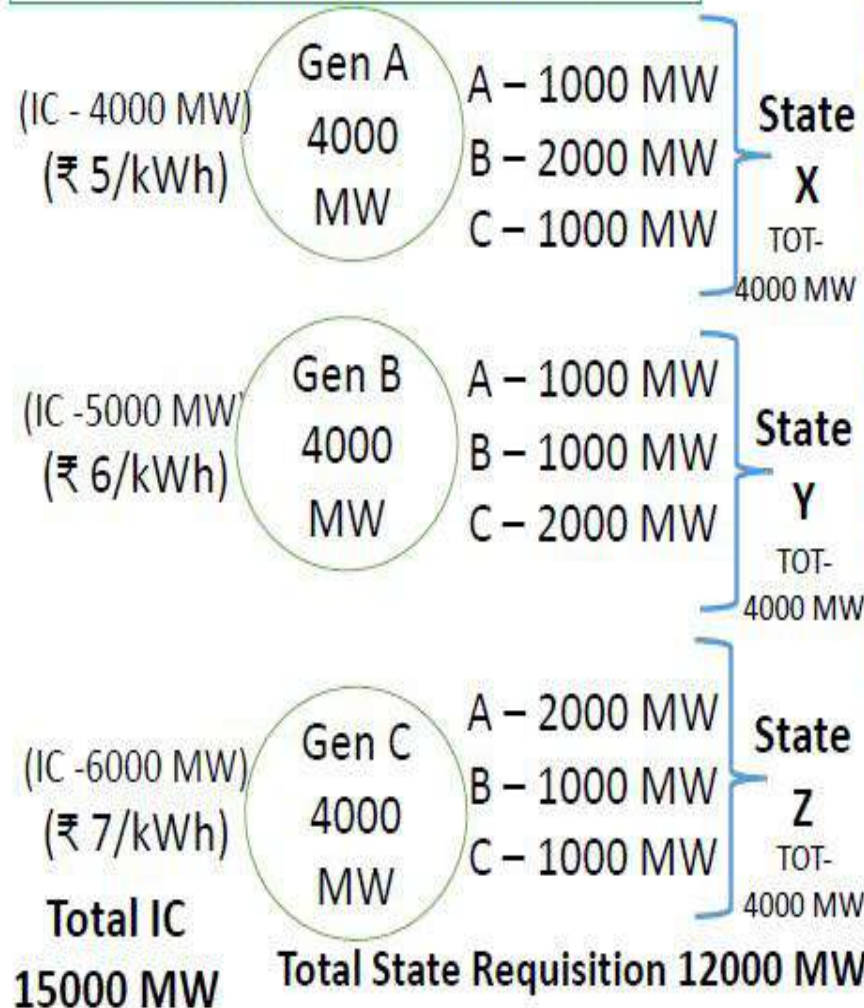 (IC - 4000 MW)
(₹ 5/kWh)
Gen A
4000
MW
A – 1000 MW
B – 2000 MW
C – 1000 MW
State
X
TOT-
4000 MW
(IC -5000 MW)
(₹ 6/kWh)
Gen B
4000
MW
A – 1000 MW
B – 1000 MW
C – 2000 MW
State
Y
TOT-
4000 MW
(IC -6000 MW)
(₹ 7/kWh)
Gen C
4000
MW
A – 2000 MW
B – 1000 MW
C – 1000 MW
State
Z
TOT-
4000 MW
Total IC
15000 MW
Total State Requisition 12000 MW